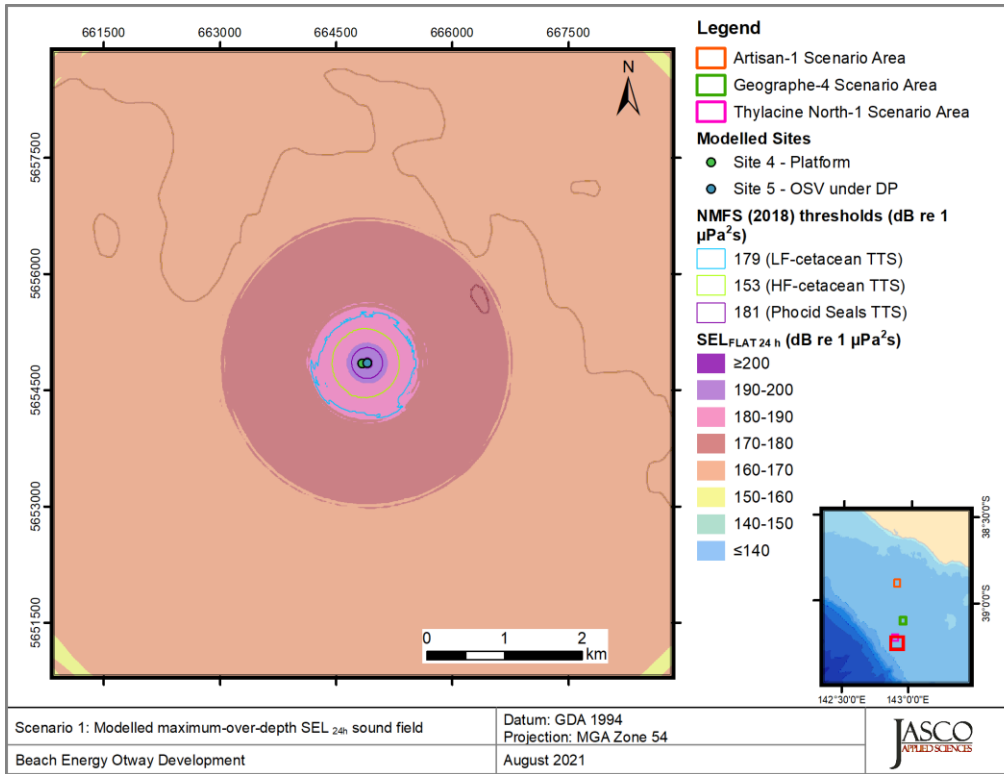 661500 663000 664500 666000 667500
5657500
5656000
5654500
5653000
5651500
N
0 1 2
km
Legend
Artisan-1 Scenario Area
Geographe-4 Scenario Area
Thylacine North-1 Scenario Area
Modelled Sites
Site 4 - Platform
Site 5 - OSV under DP
NMFS (2018) thresholds (dB re 1
µPa²s)
179 (LF-cetacean TTS)
153 (HF-cetacean TTS)
181 (Phocid Seals TTS)
SEL FLAT 24 h (dB re 1 µPa²s)
≥200
190-200
180-190
170-180
160-170
150-160
140-150
≤140
38°30'0"S
39°0'0"S
142°30'0"E 143°0'0"E
Scenario 1: Modelled maximum-over-depth SEL 24h sound field
Datum: GDA 1994
Projection: MGA Zone 54
Beach Energy Otway Development
August 2021
JASCO
APPLIED SCIENCES